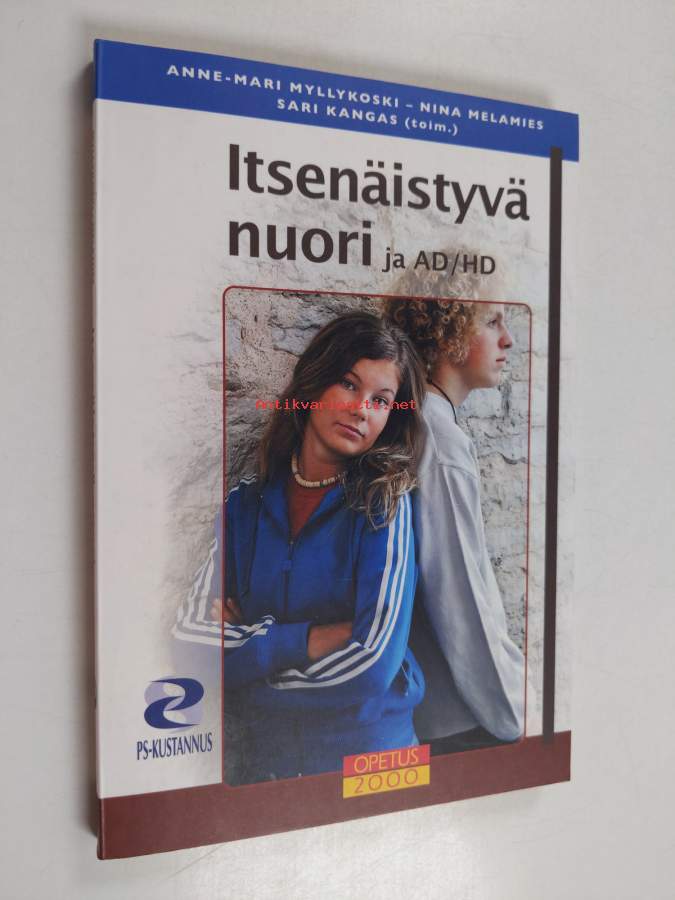 ANNE-MARI MYLLYKOSKI – NINA MELAMIES
SARI KANGAS (toim.)
Itsenäistyvä
nuori ja AD/HD
antikvariaatti.net
PS-KUSTANNUS
OPETUS
2000